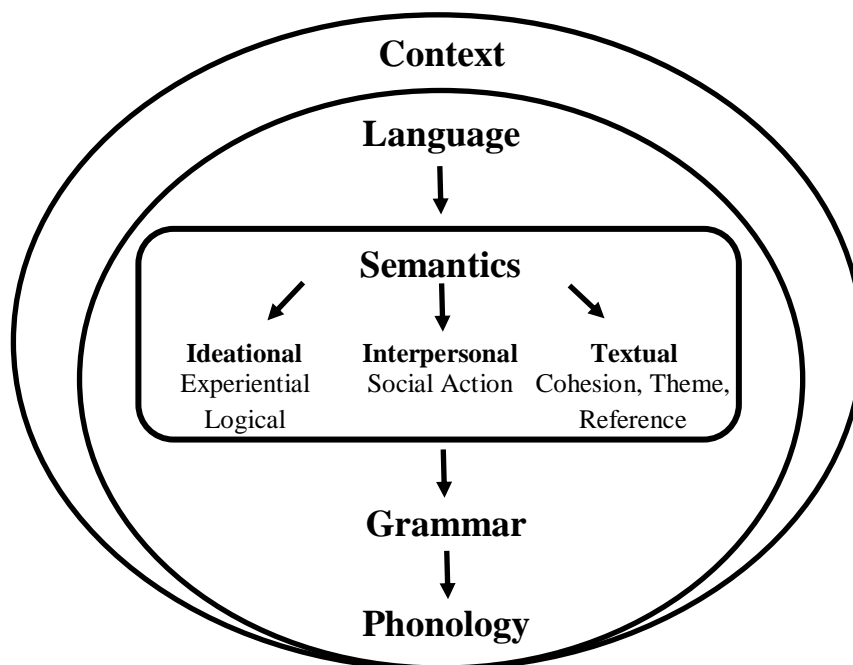 Context
Language
Semantics
Ideational Interpersonal Textual
Experiential Social Action Cohesion, Theme,
Logical Reference
Grammar
Phonology